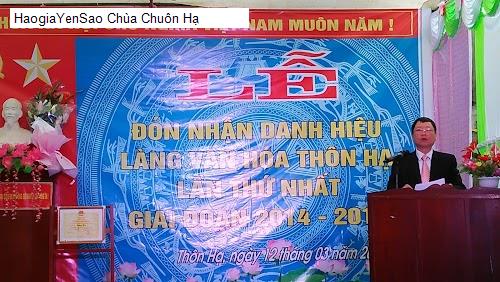 HaogiaYenSao Chùa Chuôn Hạ
NAM MUÔN NĂM !
LỄ
ĐÓN NHẬN DANH HIỆU
LÀNG VĂN HÓA THÔN HẠ
LẦN THỨ NHẤT
GIAI ĐOẠN 2014 - 201
Thôn Hạ, ngày 12 tháng 03 năm 20